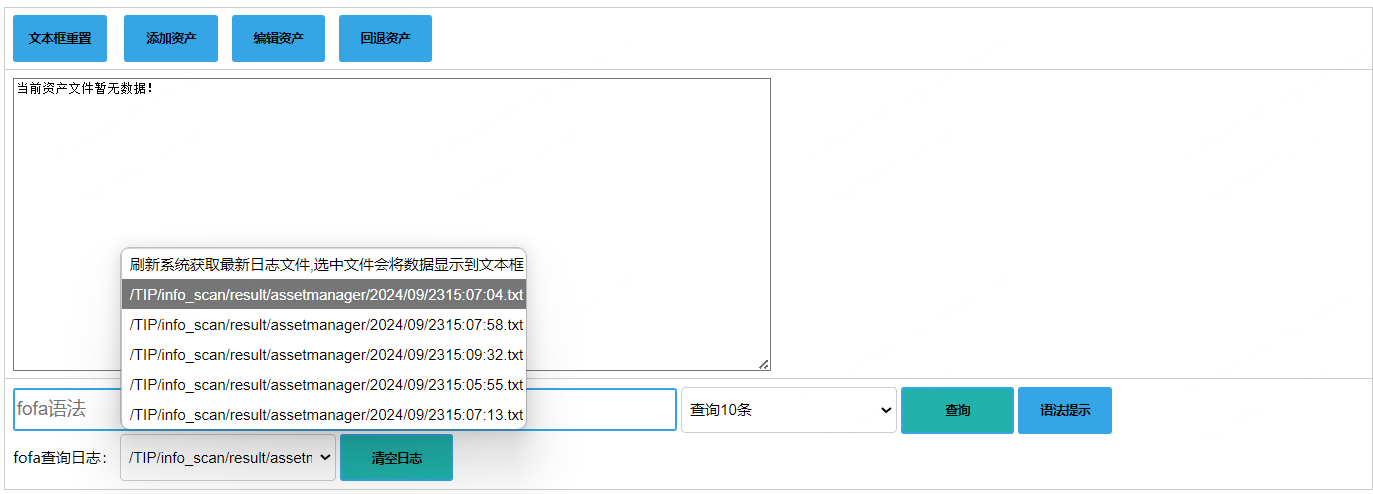 文本框重置 添加资产 编辑资产 回退资产
当前资产文件暂无数据!
刷新系统获取最新日志文件,选中文件会将数据显示到文本框
/TIP/info_scan/result/assetmanager/2024/09/2315:07:04.txt
/TIP/info_scan/result/assetmanager/2024/09/2315:07:58.txt
/TIP/info_scan/result/assetmanager/2024/09/2315:09:32.txt
/TIP/info_scan/result/assetmanager/2024/09/2315:05:55.txt
/TIP/info_scan/result/assetmanager/2024/09/2315:07:13.txt
fofa语法 查询10条 查询 语法提示
fofa查询日志: /TIP/info_scan/result/assetn 清空日志